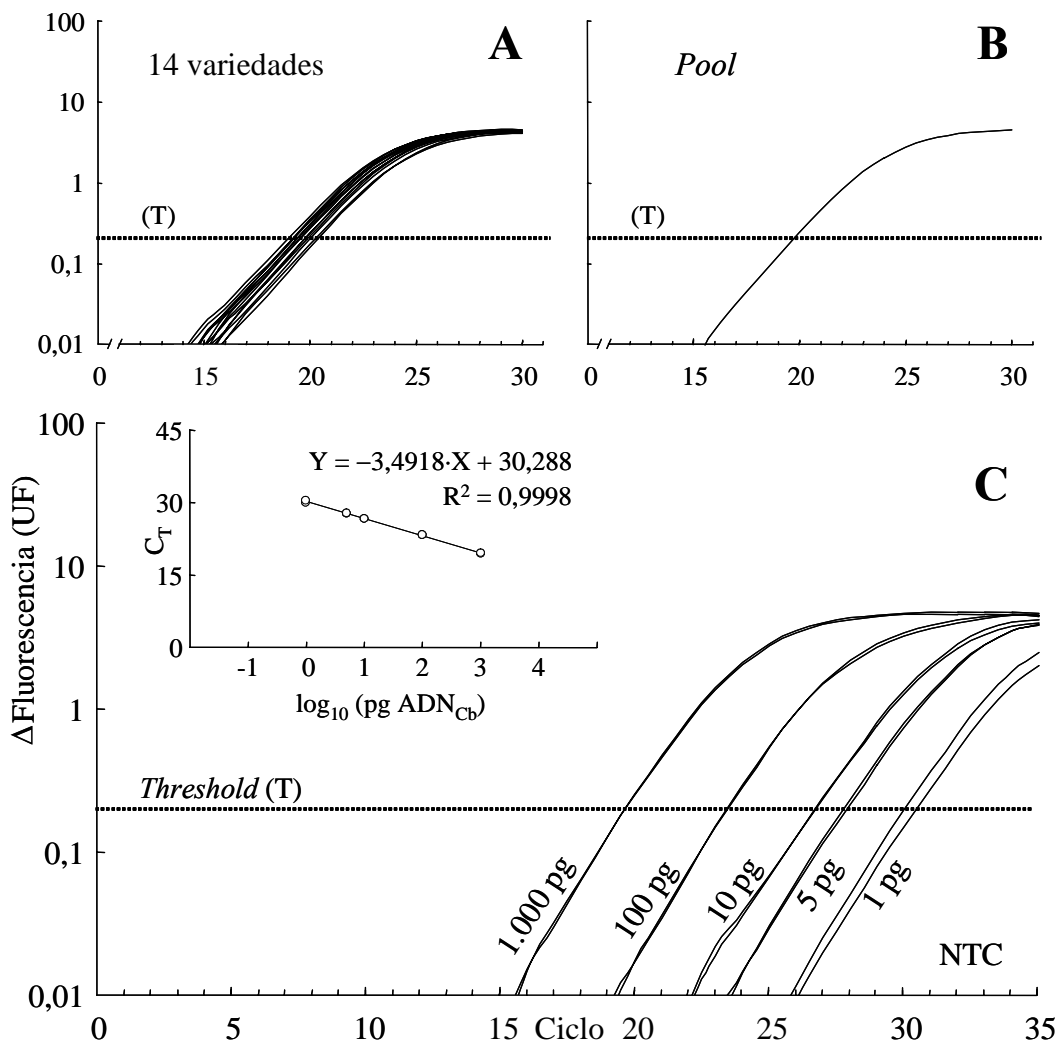 100
10
1
0,1
0,01
14 variedades
A
(T)
0 15 20 25 30
Pool
B
(T)
0 15 20 25 30
ΔFluorescencia (UF)
100
10
1
0,1
0,01
C
45
30
15
0
C_T
Y = −3,4918·X + 30,288
R² = 0,9998
-1 0 1 2 3 4
log₁₀ (pg ADN_Cb)
Threshold (T)
1.000 pg
100 pg
10 pg
5 pg
1 pg
NTC
0 5 10 15 Ciclo 20 25 30 35